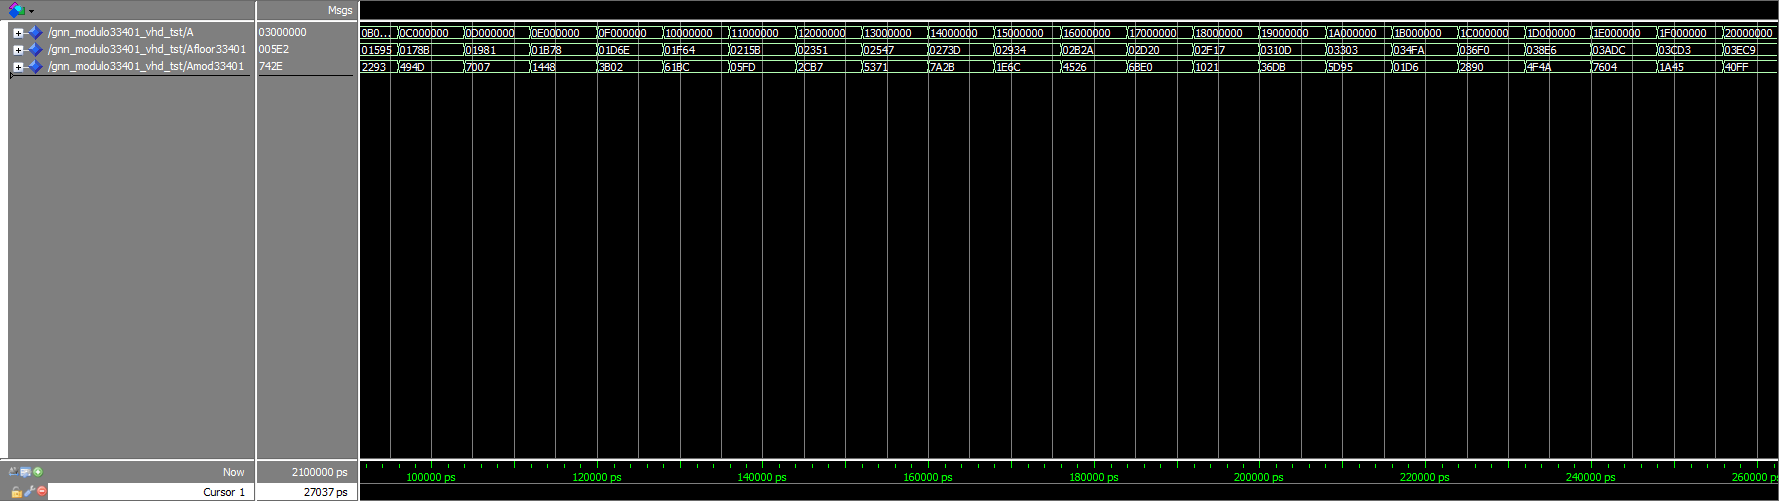 Msgs
/gnn_modulo33401_vhd_tst/A 03000000 0B0... 0C000000 0D000000 0E000000 0F000000 10000000 11000000 12000000 13000000 14000000 15000000 16000000 17000000 18000000 19000000 1A000000 1B000000 1C000000 1D000000 1E000000 1F000000 20000000
/gnn_modulo33401_vhd_tst/Afloor33401 005E2 01595 0178B 01981 01B78 01D6E 01F64 0215B 02351 02547 0273D 02934 02B2A 02D20 02F17 0310D 03303 034FA 036F0 038E6 03ADC 03CD3 03EC9
/gnn_modulo33401_vhd_tst/Amod33401 742E 2293 494D 7007 1448 3B02 61BC 05FD 2CB7 5371 7A2B 1E6C 4526 6BE0 1021 36DB 5D95 01D6 2890 4F4A 7604 1A45 40FF
Now 2100000 ps 100000 ps 120000 ps 140000 ps 160000 ps 180000 ps 200000 ps 220000 ps 240000 ps 260000 ps
Cursor 1 27037 ps